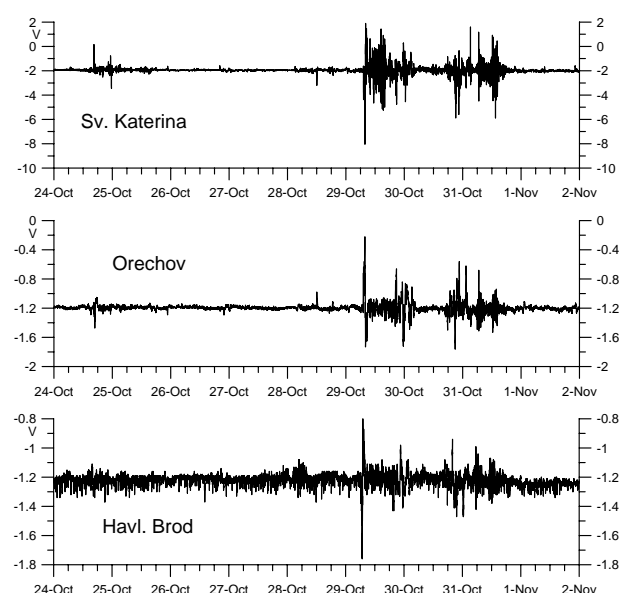 2 2
V
0 0
-2 -2
-4 -4
-6 -6
-8 -8
-10 -10
Sv. Katerina
24-Oct 25-Oct 26-Oct 27-Oct 28-Oct 29-Oct 30-Oct 31-Oct 1-Nov 2-Nov
0 0
V
-0.4 -0.4
-0.8 -0.8
-1.2 -1.2
-1.6 -1.6
-2 -2
Orechov
24-Oct 25-Oct 26-Oct 27-Oct 28-Oct 29-Oct 30-Oct 31-Oct 1-Nov 2-Nov
-0.8 -0.8
V
-1 -1
-1.2 -1.2
-1.4 -1.4
-1.6 -1.6
-1.8 -1.8
Havl. Brod
24-Oct 25-Oct 26-Oct 27-Oct 28-Oct 29-Oct 30-Oct 31-Oct 1-Nov 2-Nov